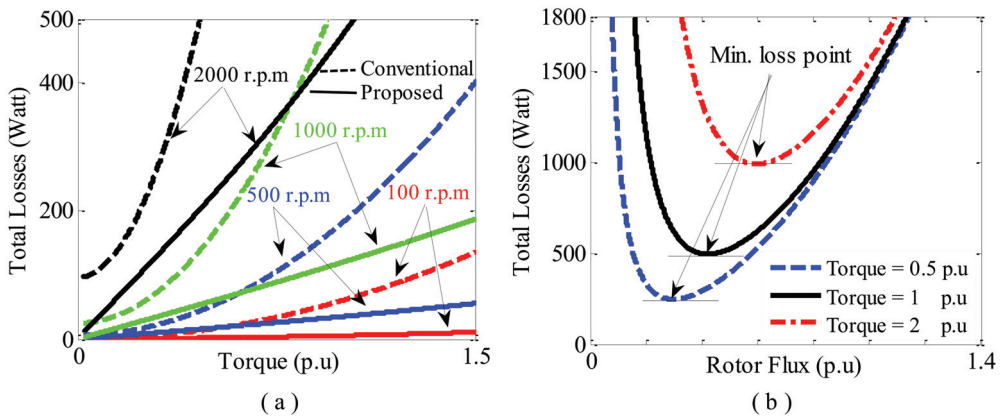 500
400
200
0
Total Losses (Watt)
2000 r.p.m
Conventional
Proposed
1000 r.p.m
500 r.p.m
100 r.p.m
0
Torque (p.u)
1.5
( a )
1800
1500
1000
500
0
Total Losses (Watt)
Min. loss point
Torque = 0.5 p.u
Torque = 1 p.u
Torque = 2 p.u
0
Rotor Flux (p.u)
1.4
( b )